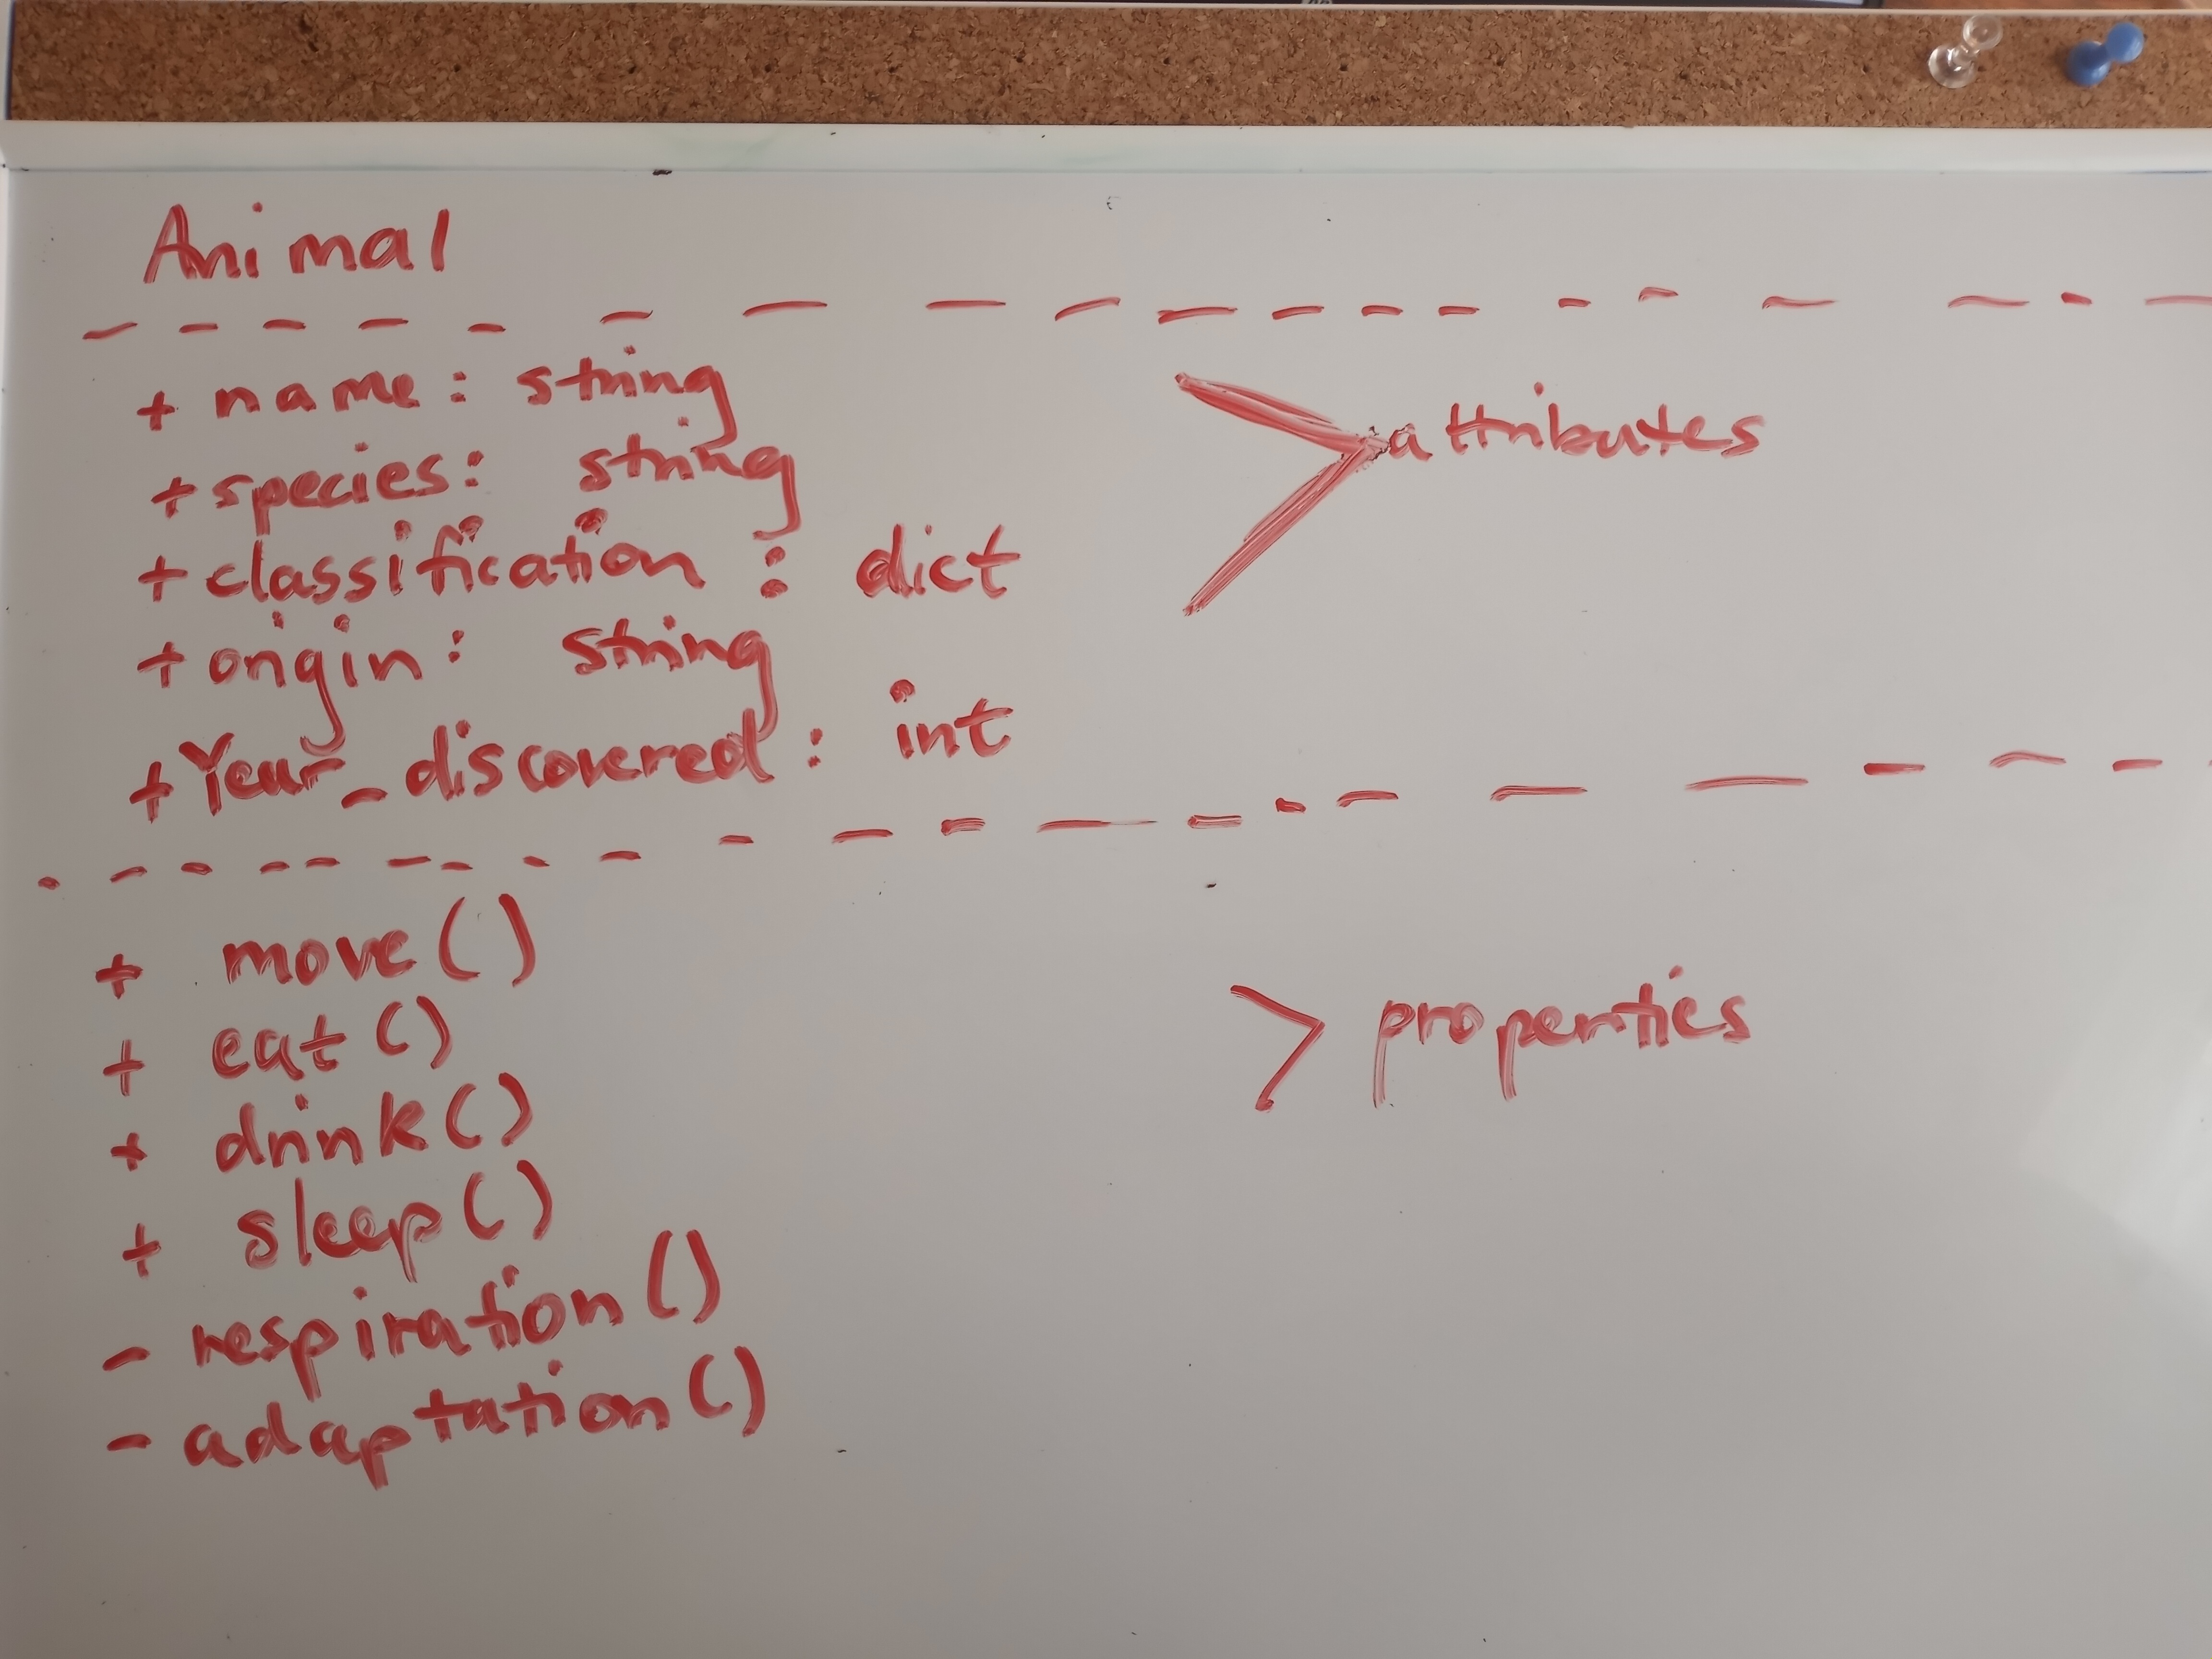 Animal
+ name: string
+ species: string
attributes
+ classification: dict
+ origin: string
+ Year_discovered: int
+ move()
+ eat()
properties
+ drink()
+ sleep()
- respiration()
- adaptation()